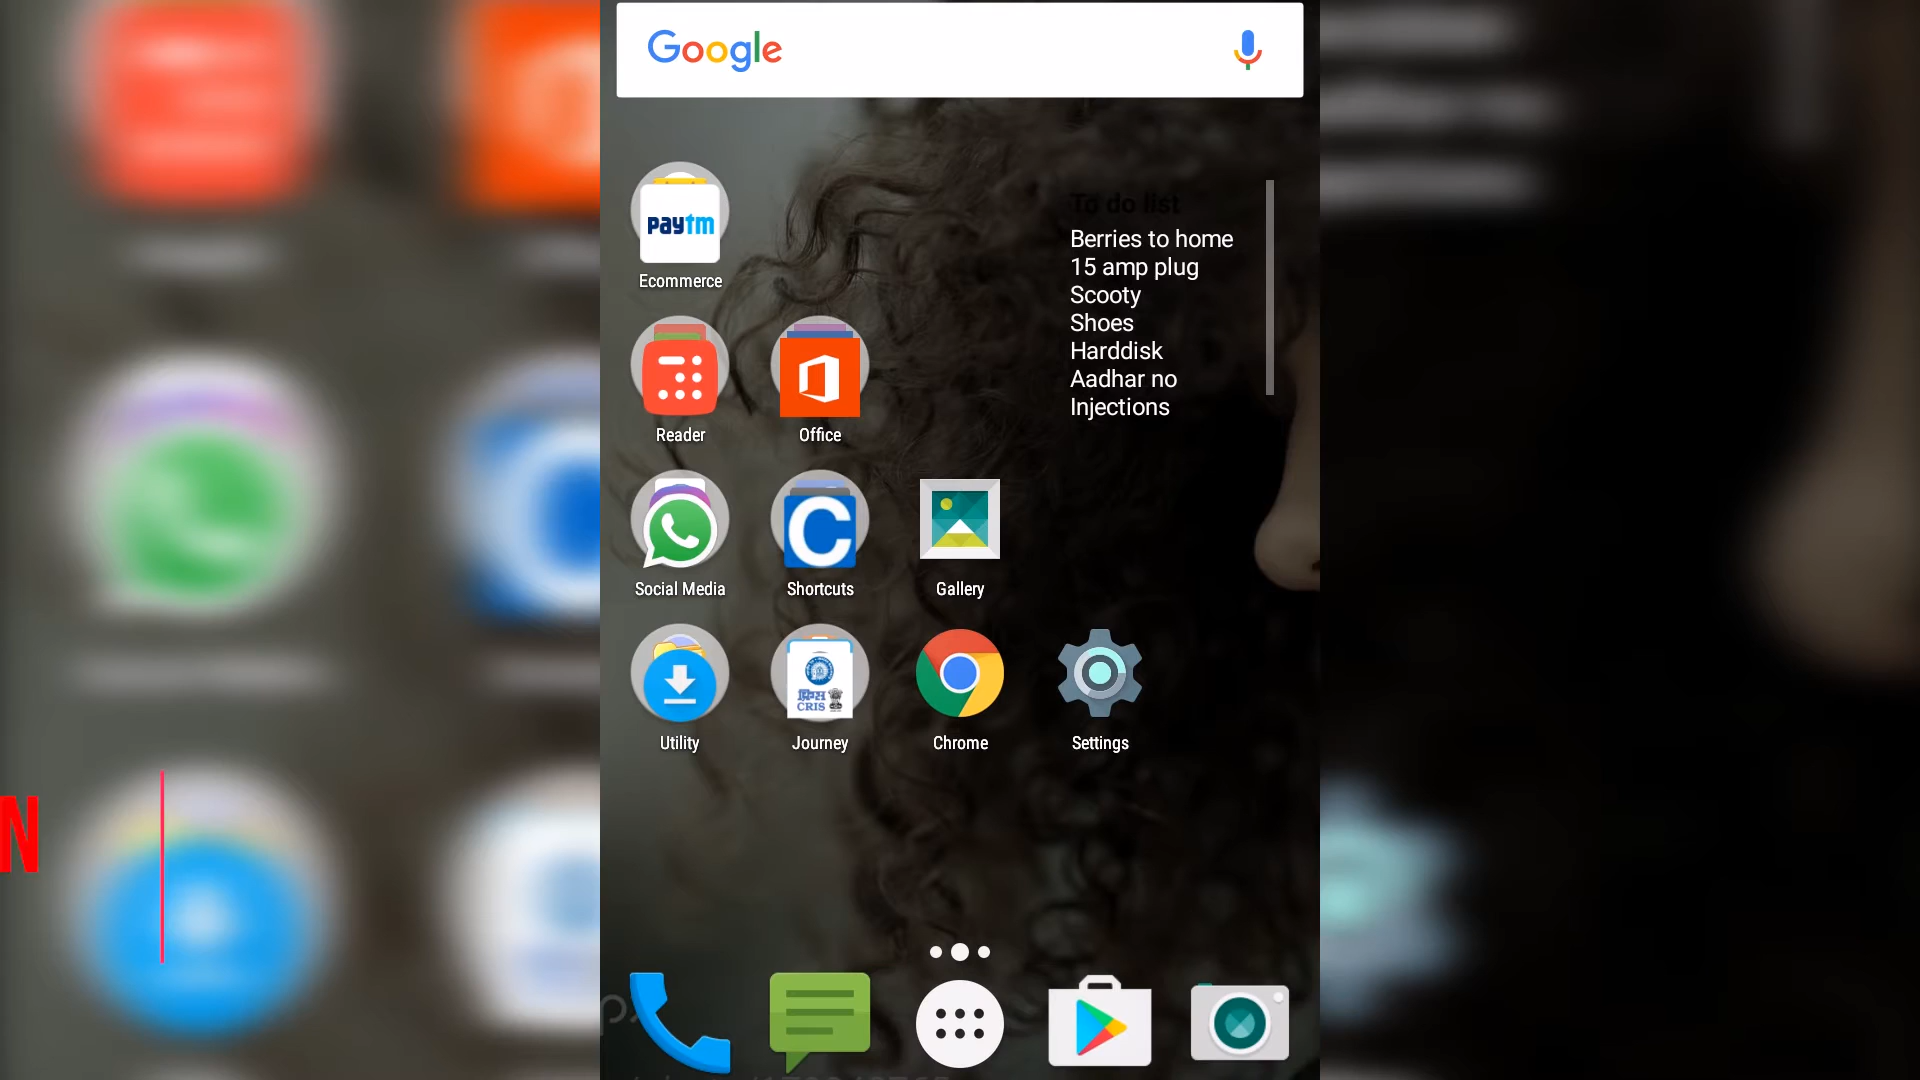 Google
To do list
Berries to home
15 amp plug
Scooty
Shoes
Harddisk
Aadhar no
Injections
paytm
Ecommerce
Reader
Office
C
Social Media
Shortcuts
Gallery
CRIS
Utility
Journey
Chrome
Settings
N